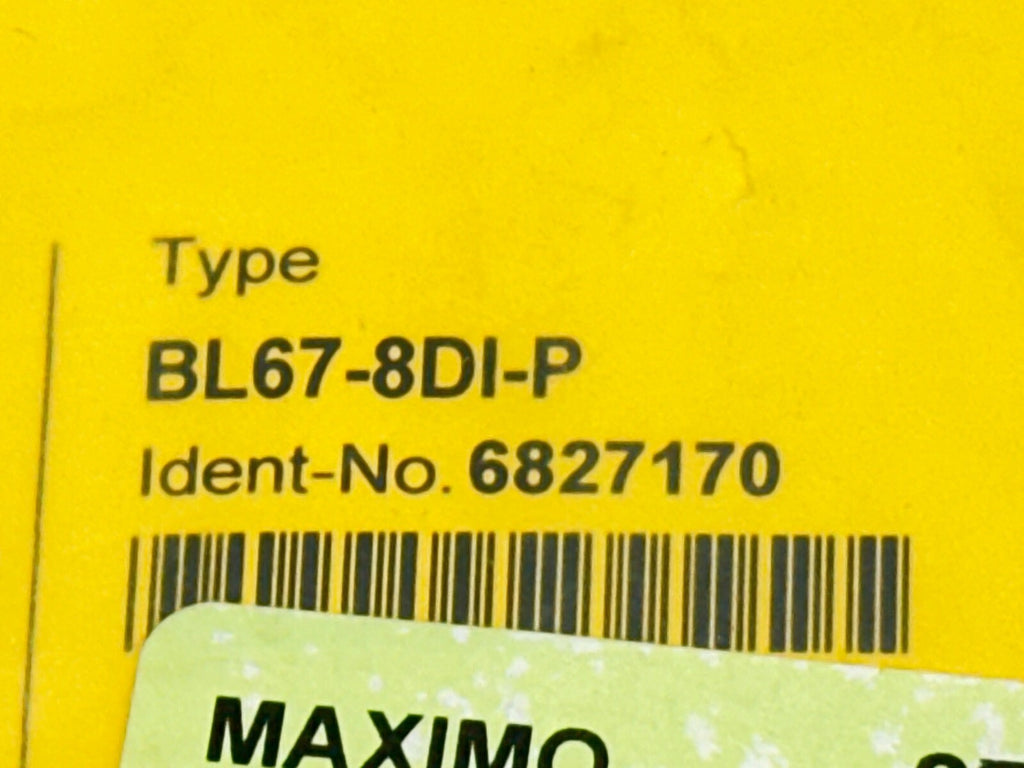 Type
BL67-8DI-P
Ident-No. 6827170
MAXIMO